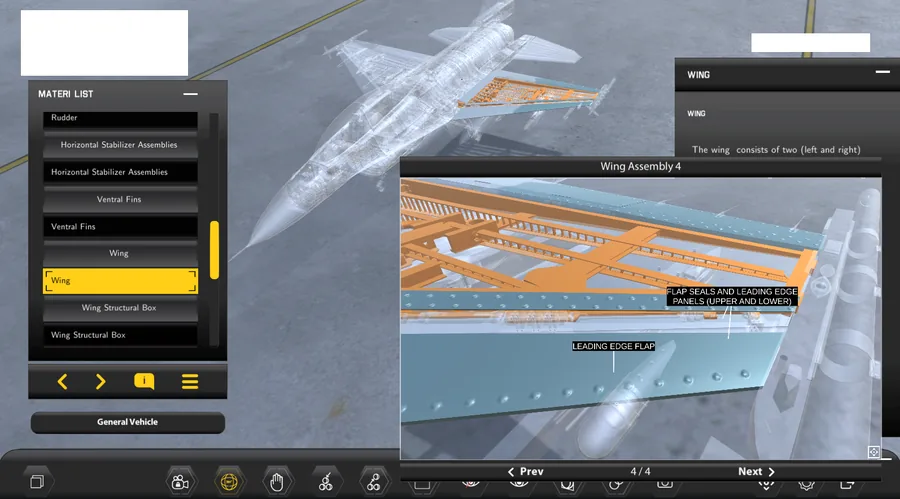 MATERI LIST
Rudder
Horizontal Stabilizer Assemblies
Horizontal Stabilizer Assemblies
Ventral Fins
Ventral Fins
Wing
Wing
Wing Structural Box
Wing Structural Box
i
General Vehicle
WING
WING
The wing consists of two (left and right)
Wing Assembly 4
FLAP SEALS AND LEADING EDGE
PANELS (UPPER AND LOWER)
LEADING EDGE FLAP
Prev
4 / 4
Next